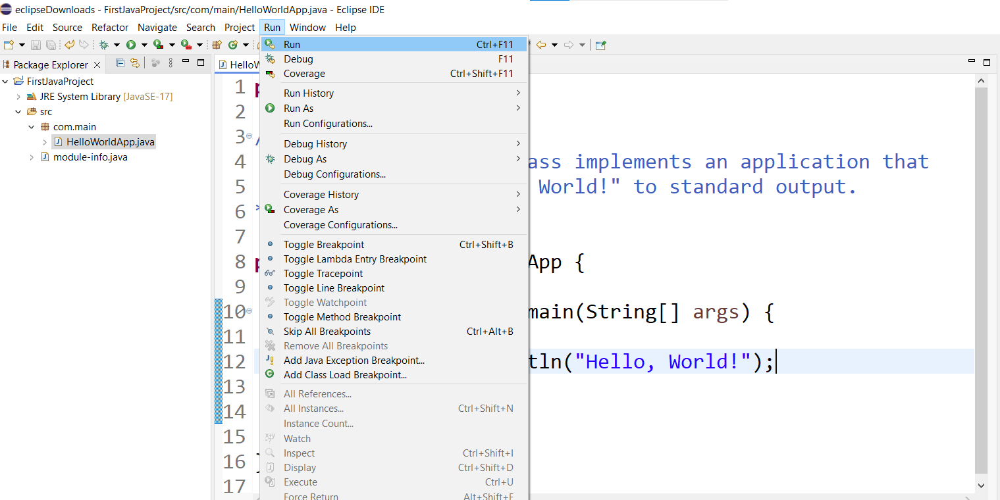 eclipseDownloads - FirstJavaProject/src/com/main/HelloWorldApp.java - Eclipse IDE
File Edit Source Refactor Navigate Search Project Run Window Help
Package Explorer
FirstJavaProject
JRE System Library [JavaSE-17]
src
com.main
HelloWorldApp.java
module-info.java
Run Ctrl+F11
Debug F11
Coverage Ctrl+Shift+F11
Run History
Run As
Run Configurations...
Debug History
Debug As
Debug Configurations...
Coverage History
Coverage As
Coverage Configurations...
Toggle Breakpoint Ctrl+Shift+B
Toggle Lambda Entry Breakpoint
Toggle Tracepoint
Toggle Line Breakpoint
Toggle Watchpoint
Toggle Method Breakpoint
Skip All Breakpoints Ctrl+Alt+B
Remove All Breakpoints
Add Java Exception Breakpoint...
Add Class Load Breakpoint...
All References...
All Instances... Ctrl+Shift+N
Instance Count...
Watch
Inspect Ctrl+Shift+I
Display Ctrl+Shift+D
Execute Ctrl+U
Force Return Alt+Shift+F
HelloW
1 p
2
3 /
4 ass implements an application that
5 World!" to standard output.
6 *
7
8 p App {
9
10 main(String[] args) {
11
12 tln("Hello, World!");
13
14
15
16 }
17